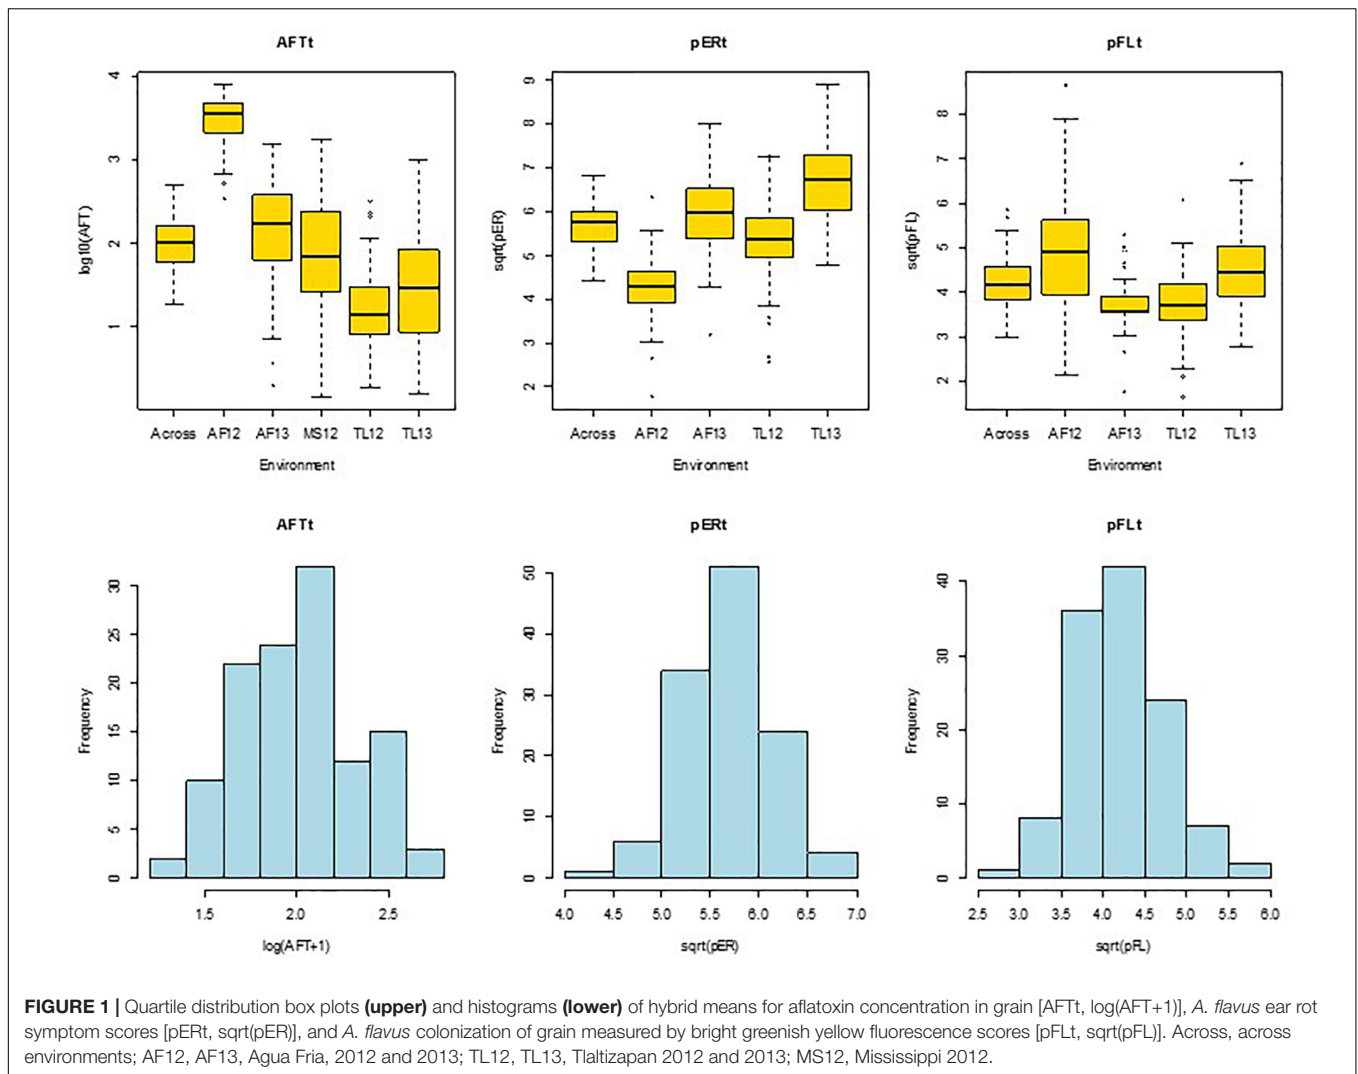 AFTt
pERt
pFLt
log10(AFT)
4
3
2
1
Across AF12 AF13 MS12 TL12 TL13
Environment
sqrt(pER)
9
8
7
6
5
4
3
2
Across AF12 AF13 TL12 TL13
Environment
sqrt(pFL)
8
7
6
5
4
3
2
Across AF12 AF13 TL12 TL13
Environment
AFTt
pERt
pFLt
Frequency
30
25
20
15
10
5
0
1.5 2.0 2.5
log(AFT+1)
Frequency
50
40
30
20
10
0
4.0 4.5 5.0 5.5 6.0 6.5 7.0
sqrt(pER)
Frequency
40
30
20
10
0
2.5 3.0 3.5 4.0 4.5 5.0 5.5 6.0
sqrt(pFL)
FIGURE 1 | Quartile distribution box plots (upper) and histograms (lower) of hybrid means for aflatoxin concentration in grain [AFTt, log(AFT+1)], A. flavus ear rot
symptom scores [pERt, sqrt(pER)], and A. flavus colonization of grain measured by bright greenish yellow fluorescence scores [pFLt, sqrt(pFL)]. Across, across
environments; AF12, AF13, Agua Fria, 2012 and 2013; TL12, TL13, Tlaltizapan 2012 and 2013; MS12, Mississippi 2012.